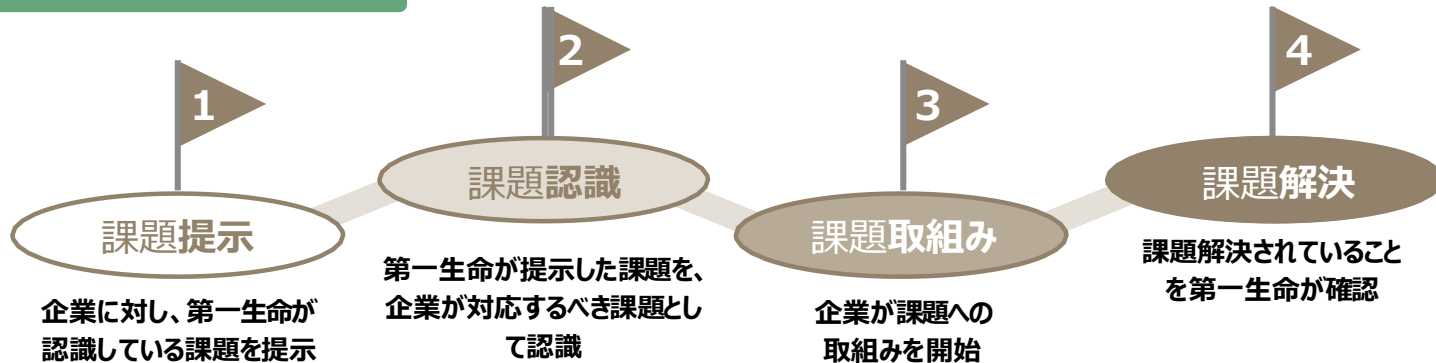 1
課題提示
企業に対し、第一生命が
認識している課題を提示
2
課題認識
第一生命が提示した課題を、
企業が対応するべき課題とし
て認識
3
課題取組み
企業が課題への
取組みを開始
4
課題解決
課題解決されていること
を第一生命が確認